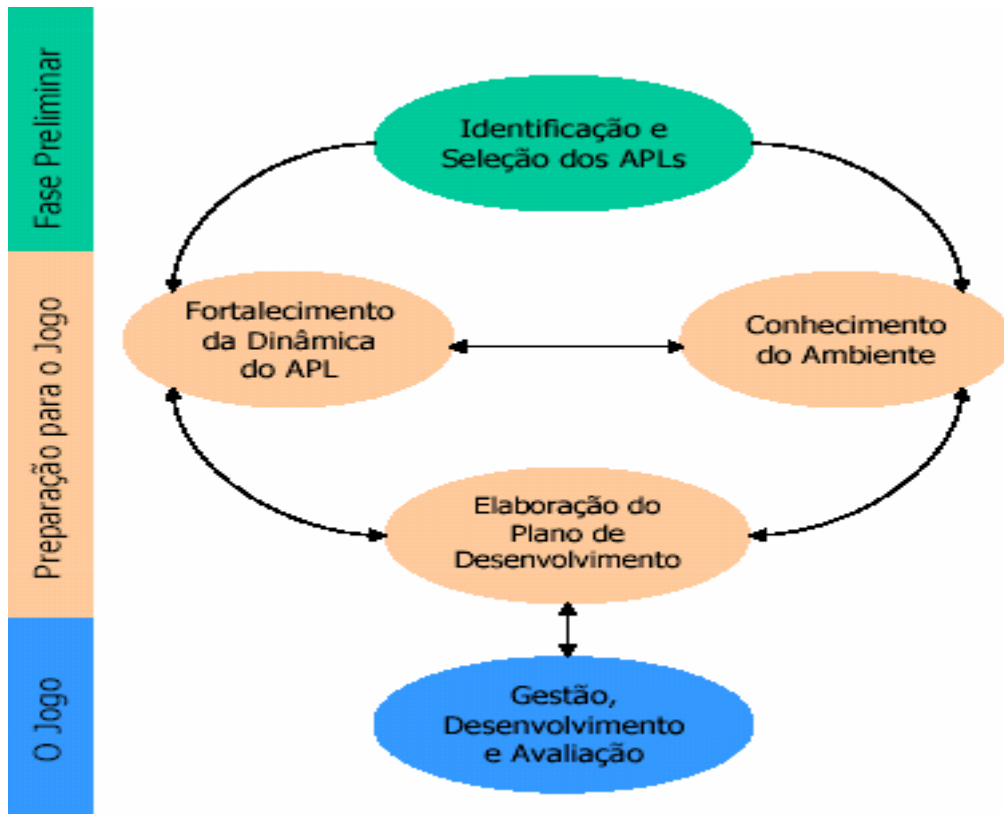 Fase Preliminar
Identificação e
Seleção dos APLs
Preparação para o Jogo
Fortalecimento
da Dinâmica
do APL
Conhecimento
do Ambiente
Elaboração do
Plano de
Desenvolvimento
O Jogo
Gestão,
Desenvolvimento
e Avaliação